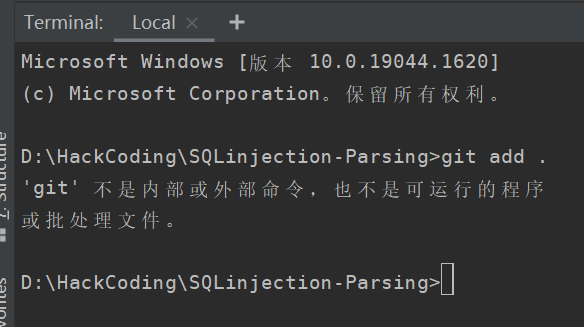 Terminal: Local × +
Microsoft Windows [版本 10.0.19044.1620]
(c) Microsoft Corporation。保留所有权利。
D:\HackCoding\SQLinjection-Parsing>git add .
'git' 不是内部或外部命令，也不是可运行的程序
或批处理文件。
D:\HackCoding\SQLinjection-Parsing>
Structure